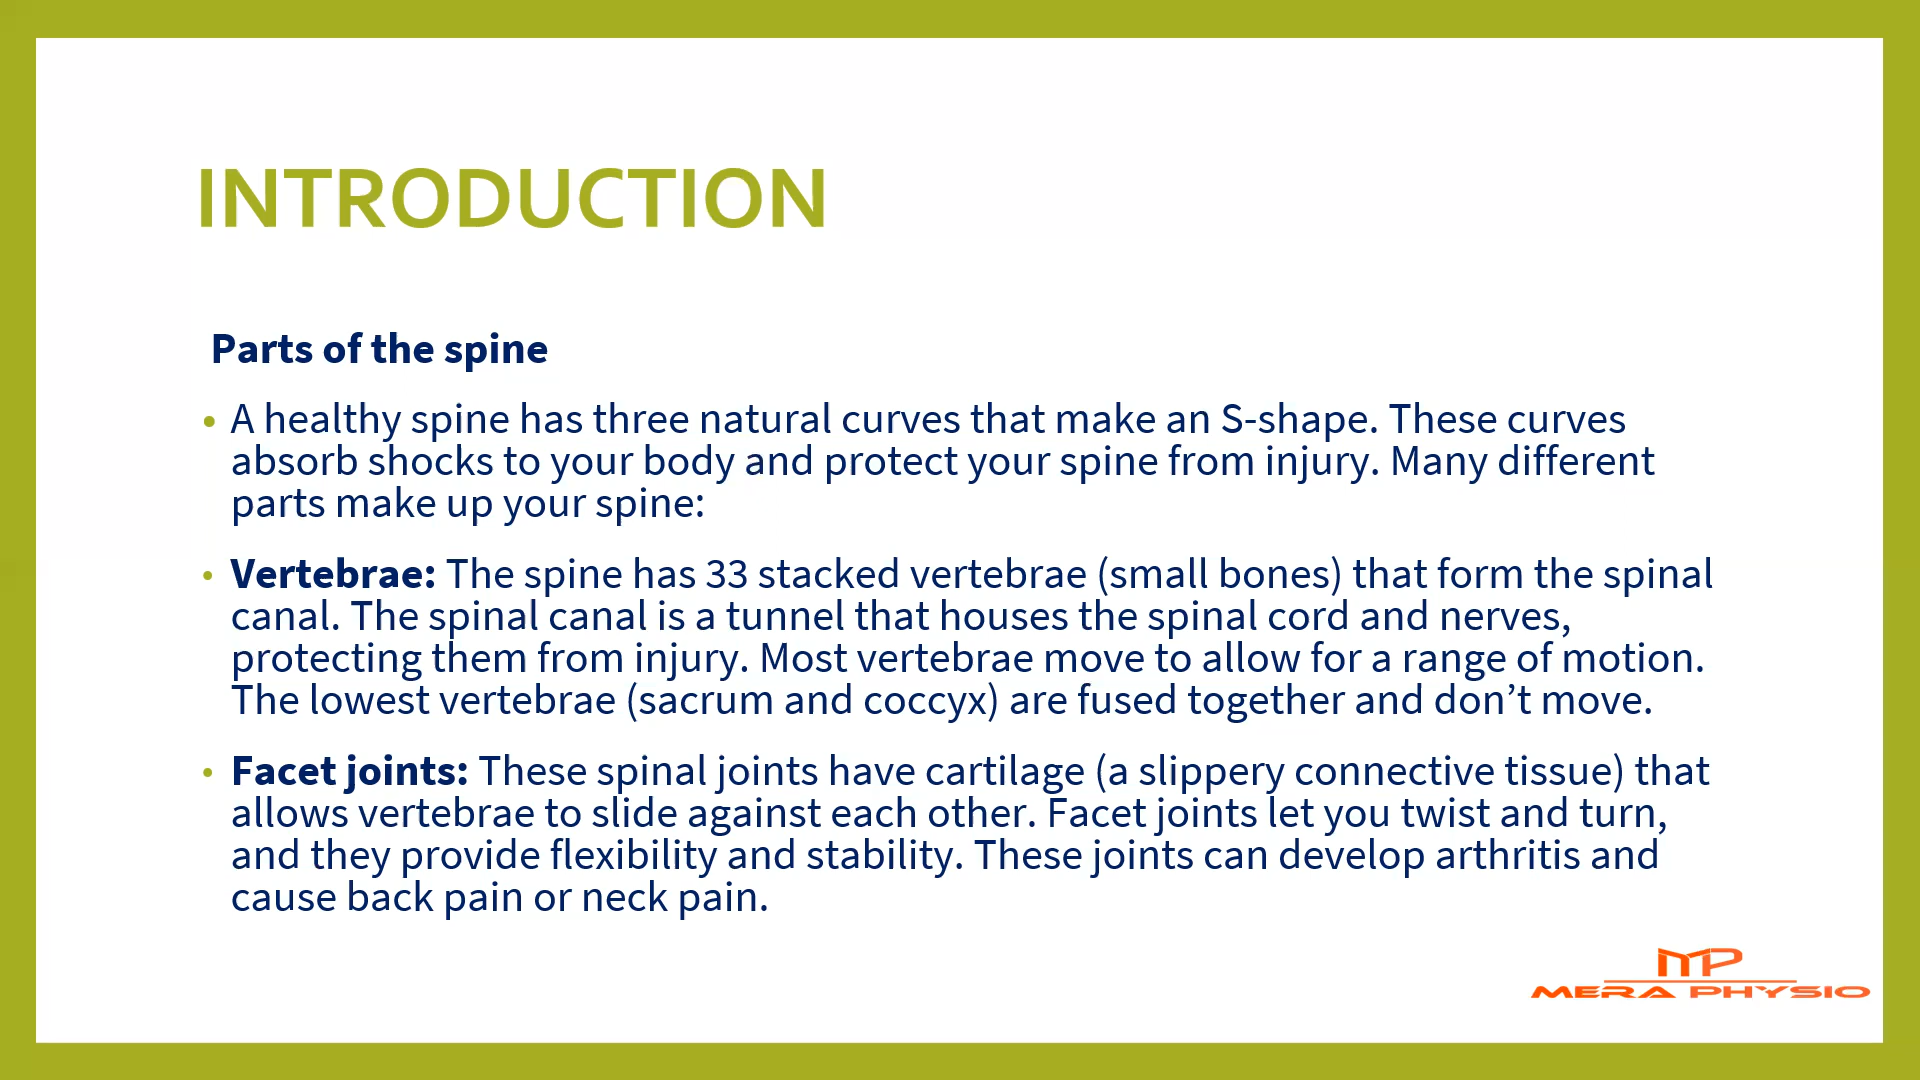 INTRODUCTION
Parts of the spine
• A healthy spine has three natural curves that make an S-shape. These curves
absorb shocks to your body and protect your spine from injury. Many different
parts make up your spine:
• Vertebrae: The spine has 33 stacked vertebrae (small bones) that form the spinal
canal. The spinal canal is a tunnel that houses the spinal cord and nerves,
protecting them from injury. Most vertebrae move to allow for a range of motion.
The lowest vertebrae (sacrum and coccyx) are fused together and don’t move.
• Facet joints: These spinal joints have cartilage (a slippery connective tissue) that
allows vertebrae to slide against each other. Facet joints let you twist and turn,
and they provide flexibility and stability. These joints can develop arthritis and
cause back pain or neck pain.
MP
MERA PHYSIO